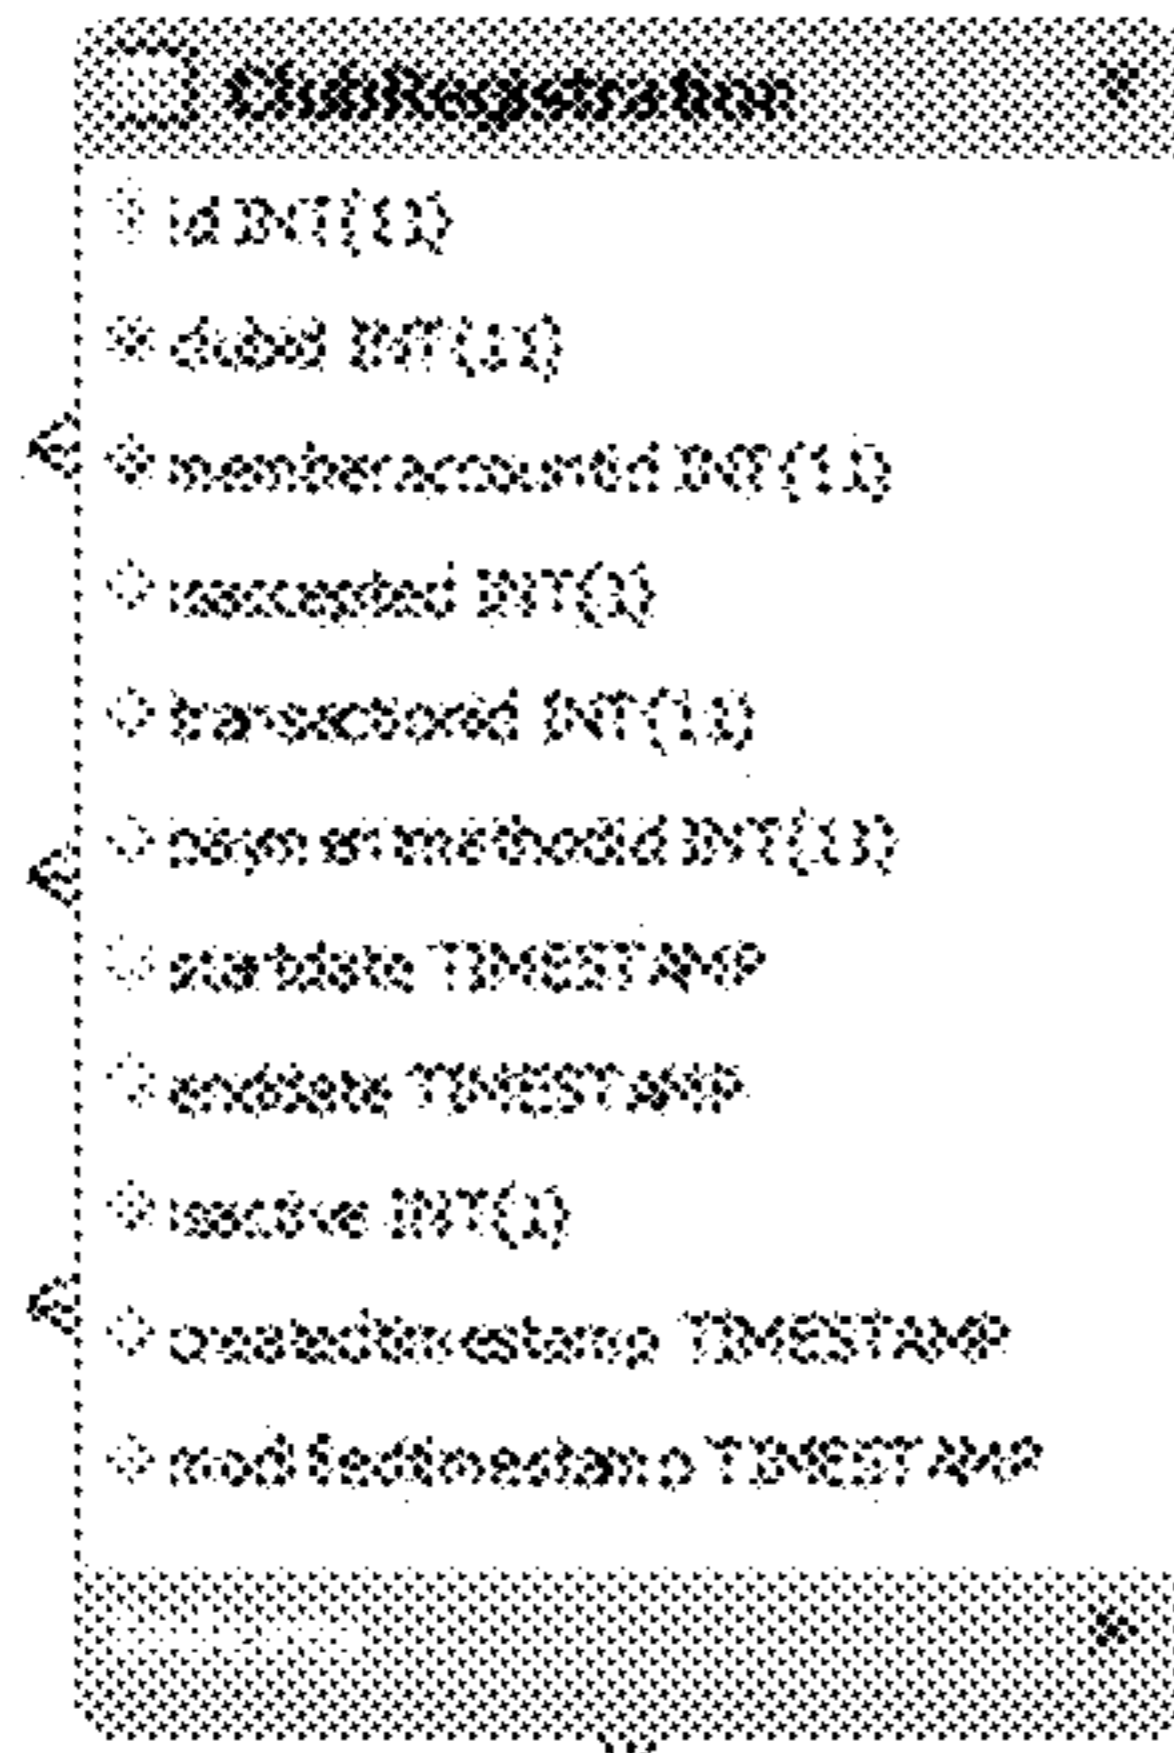 ClubRegistration
id INT(11)
clubid INT(11)
memberaccountid INT(11)
isaccepted INT(1)
transactionid INT(11)
paymentmethodid INT(11)
startdate TIMESTAMP
enddate TIMESTAMP
isactive INT(1)
createdtimestamp TIMESTAMP
modifiedtimestamp TIMESTAMP